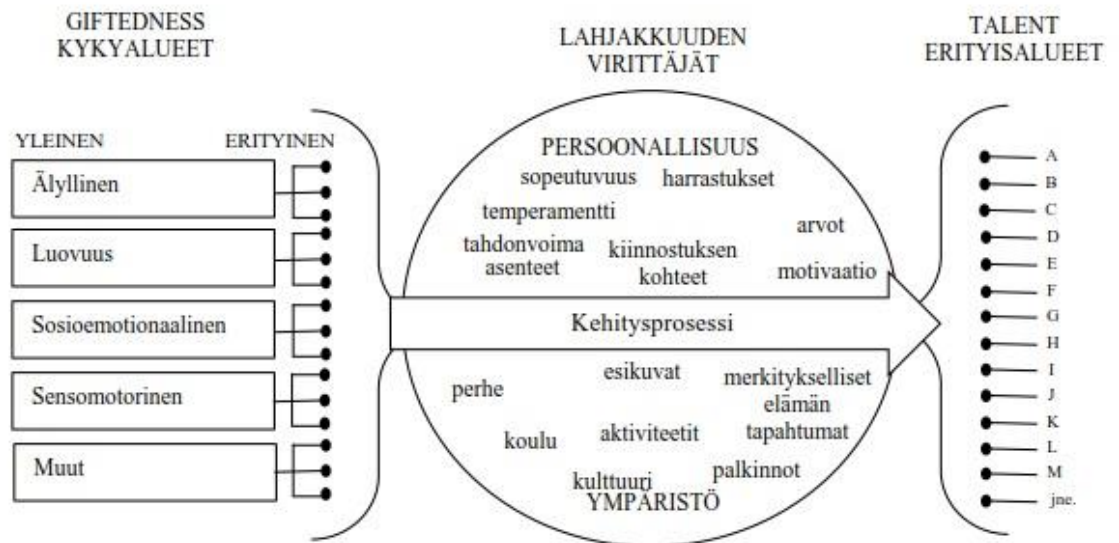 GIFTEDNESS
KYKYALUEET
LAHJAKKUUDEN
VIRITTÄJÄT
TALENT
ERITYISALUEET
YLEINEN
ERITYINEN
Älyllinen
Luovuus
Sosioemotionaalinen
Sensomotorinen
Muut
PERSOONALLISUUS
sopeutuvuus
harrastukset
temperamentti
arvot
tahdonvoima
asenteet
kiinnostuksen
kohteet
motivaatio
Kehitysprosessi
perhe
esikuvat
merkitykselliset
elämän
tapahtumat
koulu
aktiviteetit
kulttuuri
palkinnot
YMPÄRISTÖ
A
B
C
D
E
F
G
H
I
J
K
L
M
jne.